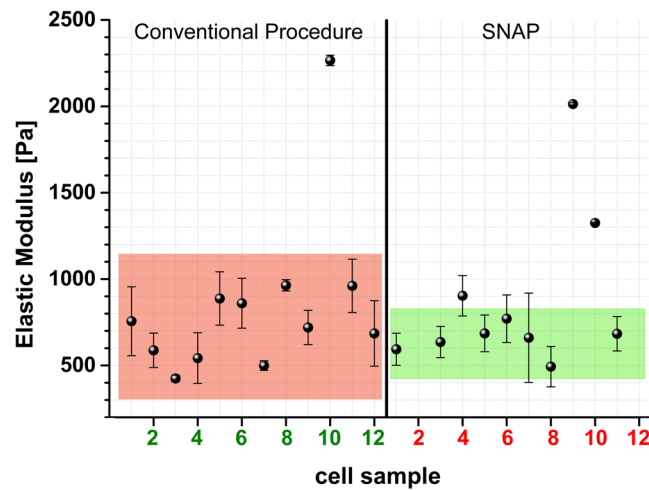 Conventional Procedure
SNAP
Elastic Modulus [Pa]
2500
2000
1500
1000
500
2 4 6 8 10 12 2 4 6 8 10 12
cell sample